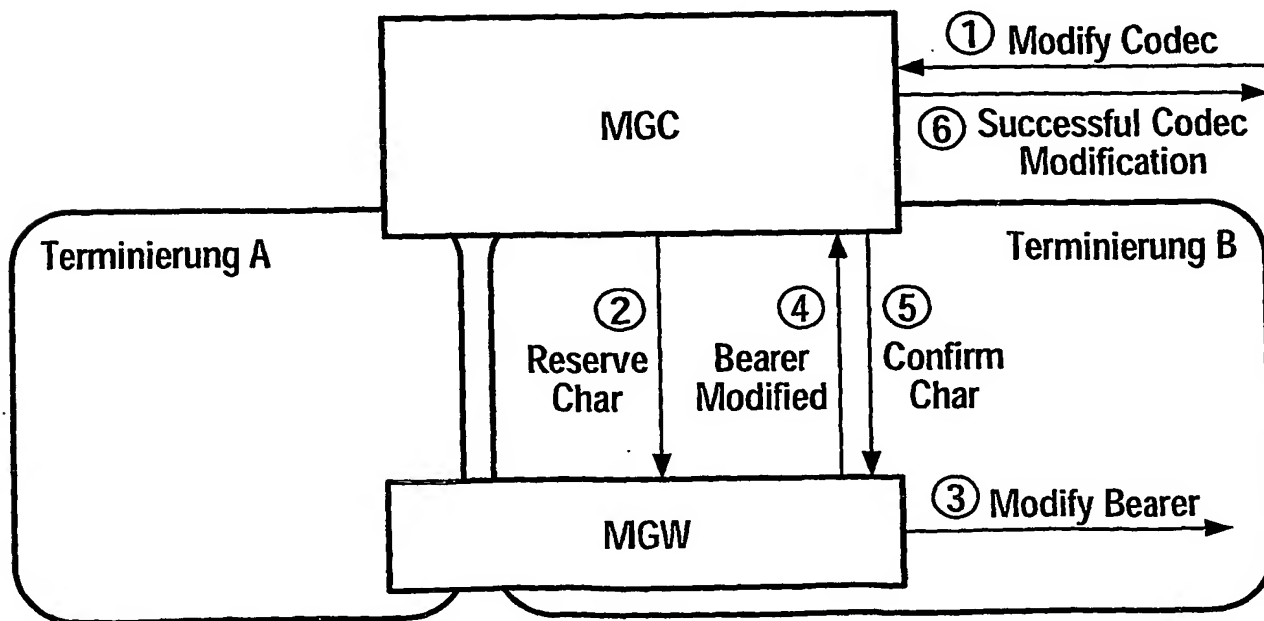 ① Modify Codec
MGC
⑥ Successful Codec
Modification
Terminierung A
Terminierung B
②
Reserve
Char
④
Bearer
Modified
⑤
Confirm
Char
③ Modify Bearer
MGW